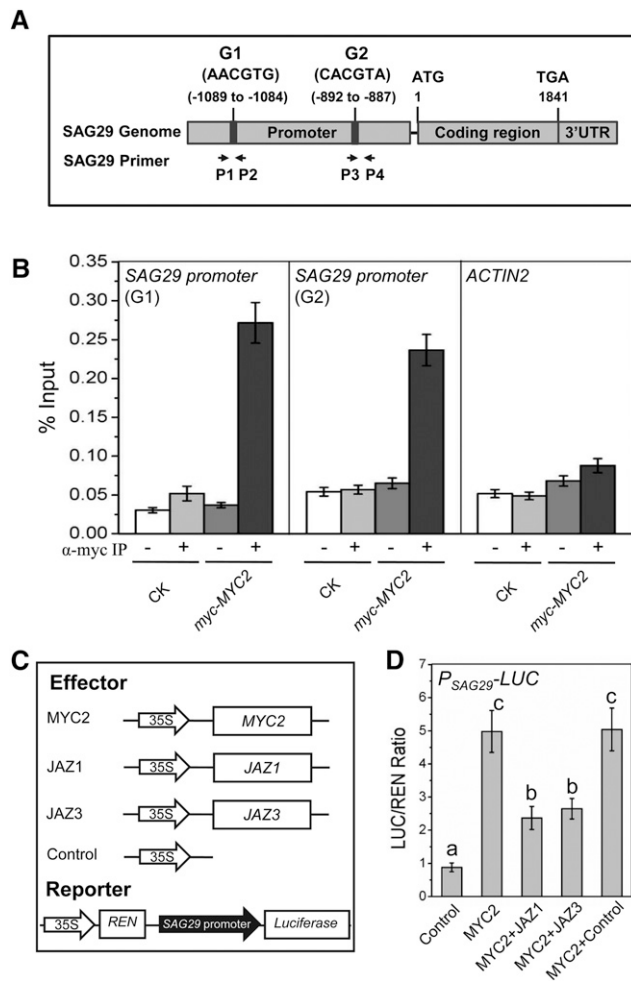 A
G1 G2
(AACGTG) (CACGTA) ATG TGA
(-1089 to -1084) (-892 to -887) 1 1841
SAG29 Genome Promoter Coding region 3'UTR
SAG29 Primer
P1 P2 P3 P4
B
% Input
0.35
0.30
0.25
0.20
0.15
0.10
0.05
0.00
SAG29 promoter
(G1)
SAG29 promoter
(G2)
ACTIN2
α-myc IP - + - + - + - + - + - +
CK myc-MYC2 CK myc-MYC2 CK myc-MYC2
C
Effector
MYC2 35S MYC2
JAZ1 35S JAZ1
JAZ3 35S JAZ3
Control 35S
Reporter
35S REN SAG29 promoter Luciferase
D
LUC/REN Ratio
7
6
5
4
3
2
1
0
PSAG29-LUC
a c b b c
Control MYC2 MYC2+JAZ1 MYC2+JAZ3 MYC2+Control